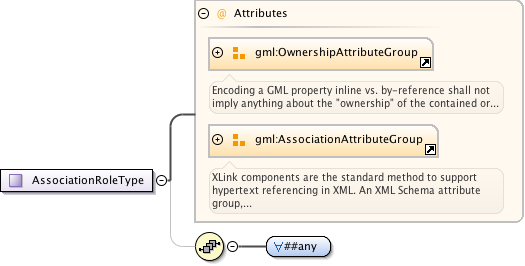 @ Attributes
gml:OwnershipAttributeGroup
Encoding a GML property inline vs. by-reference shall not
imply anything about the "ownership" of the contained or...
gml:AssociationAttributeGroup
XLink components are the standard method to support
hypertext referencing in XML. An XML Schema attribute
group,...
AssociationRoleType
∀##any